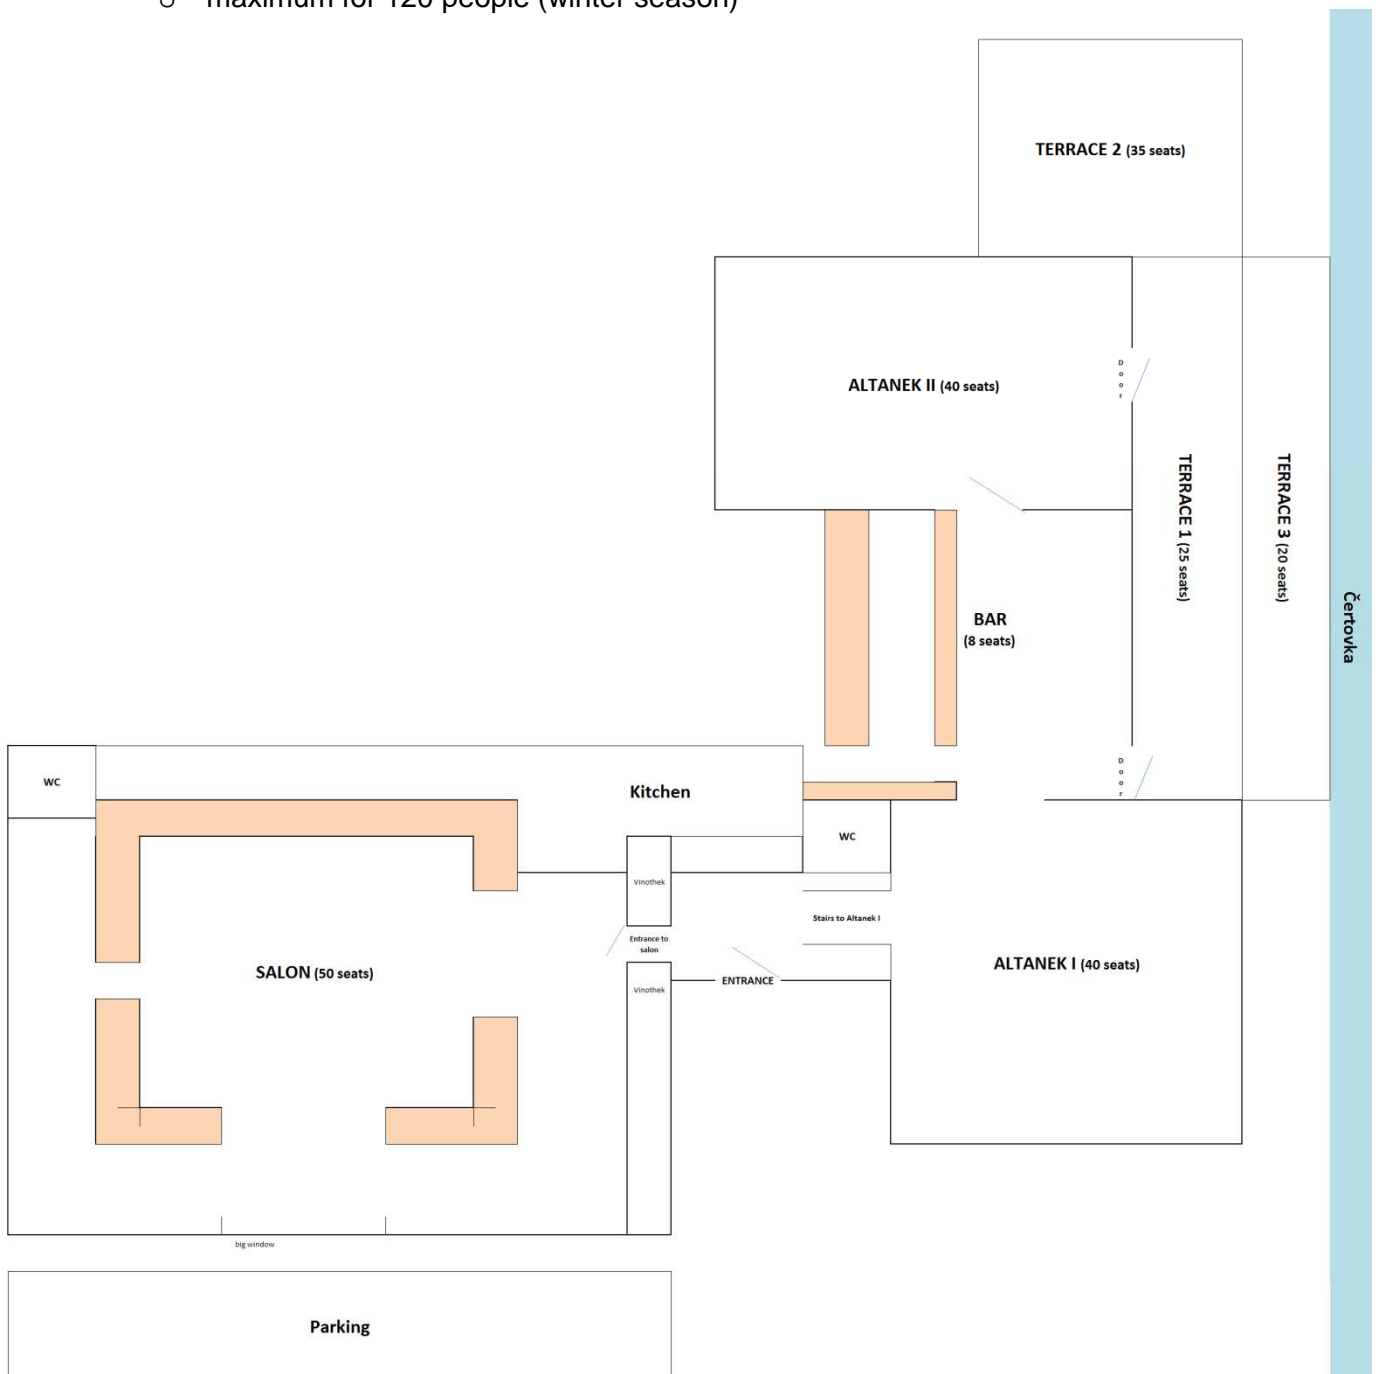 o maximum for 120 people (winter season)
TERRACE 2 (35 seats)
ALTANEK II (40 seats)
Door
TERRACE 1 (25 seats)
TERRACE 3 (20 seats)
Čertovka
BAR
(8 seats)
Door
WC
Kitchen
WC
Vinothek
Stairs to Altanek I
Entrance to
salon
SALON (50 seats)
ALTANEK I (40 seats)
ENTRANCE
Vinothek
big window
Parking